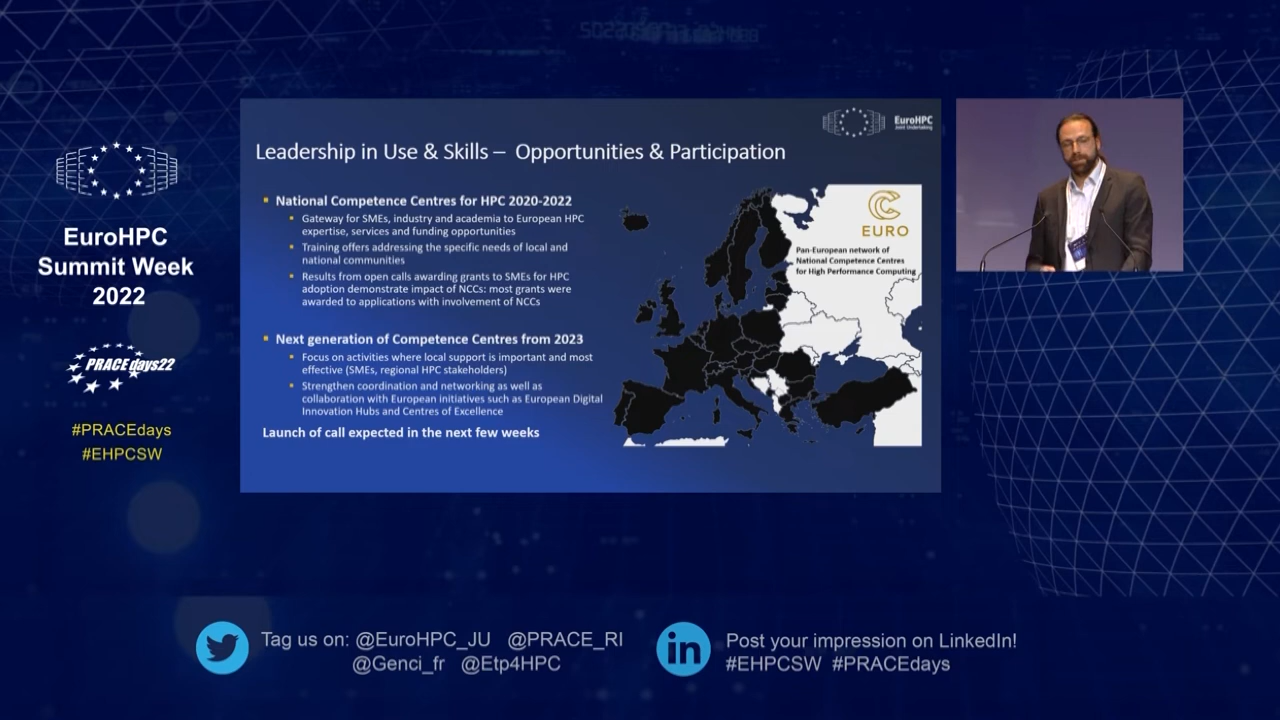 EuroHPC
Summit Week
2022
PRACEdays22
#PRACEdays
#EHPCSW
EuroHPC
Joint Undertaking
Leadership in Use & Skills – Opportunities & Participation
National Competence Centres for HPC 2020-2022
Gateway for SMEs, industry and academia to European HPC
expertise, services and funding opportunities
Training offers addressing the specific needs of local and
national communities
Results from open calls awarding grants to SMEs for HPC
adoption demonstrate impact of NCCs: most grants were
awarded to applications with involvement of NCCs
Next generation of Competence Centres from 2023
Focus on activities where local support is important and most
effective (SMEs, regional HPC stakeholders)
Strengthen coordination and networking as well as
collaboration with European initiatives such as European Digital
Innovation Hubs and Centres of Excellence
Launch of call expected in the next few weeks
EURO
Pan-European network of
National Competence Centres
for High Performance Computing
Tag us on: @EuroHPC_JU @PRACE_RI
@Genci_fr @Etp4HPC
in
Post your impression on LinkedIn!
#EHPCSW #PRACEdays